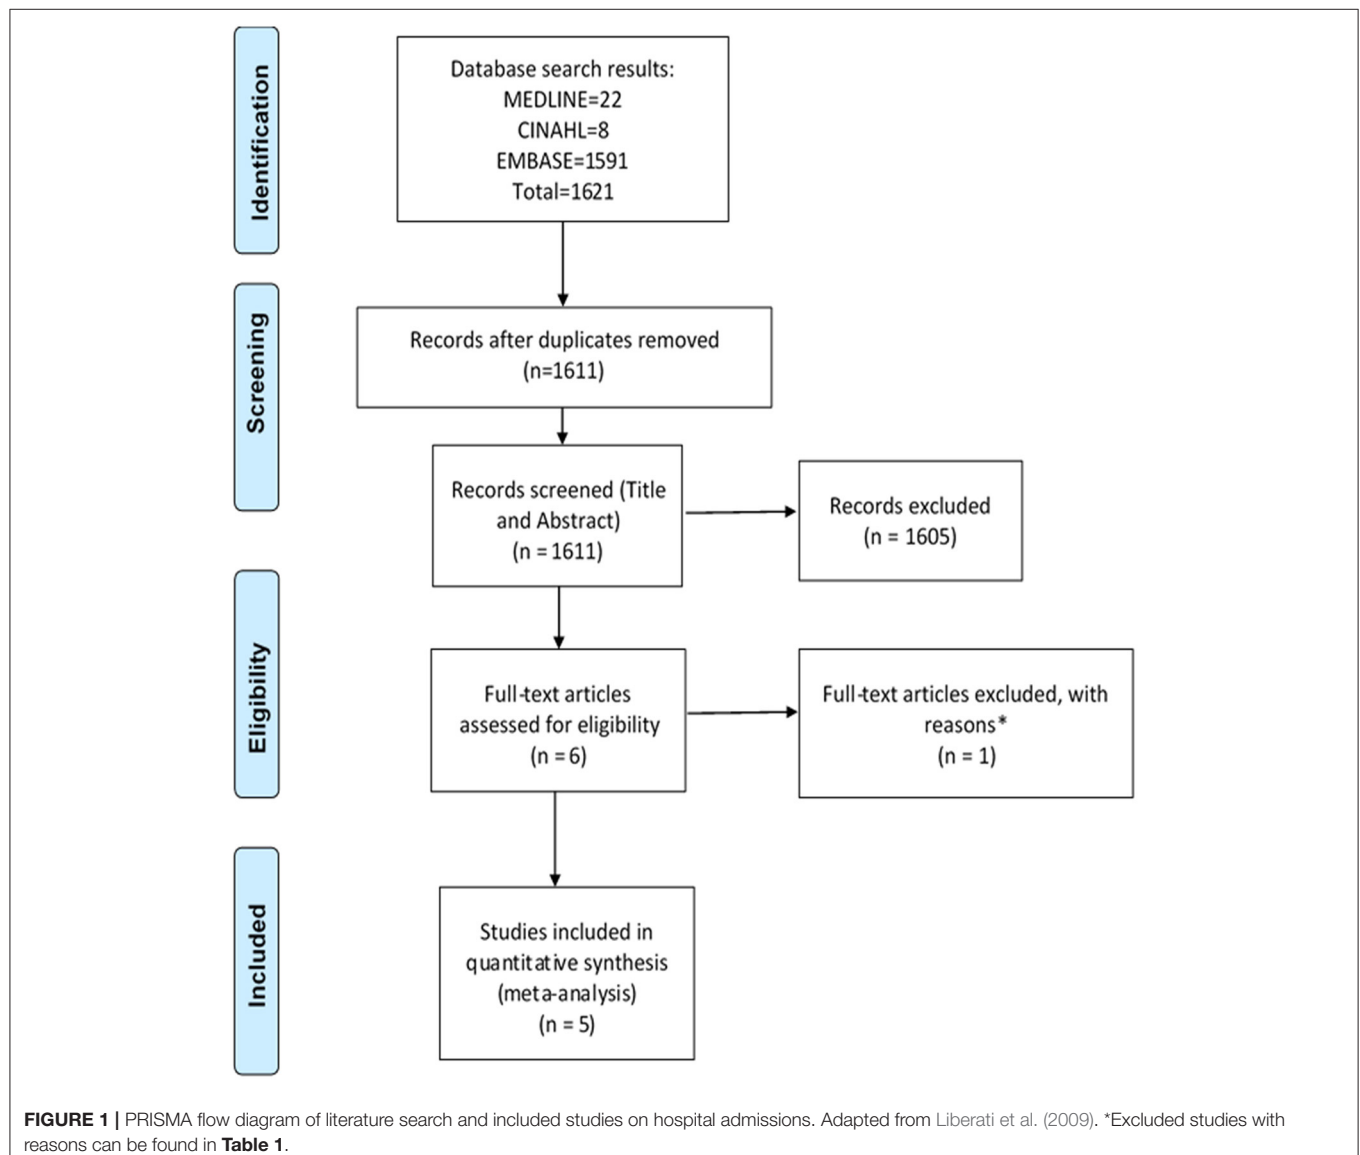 Identification
Database search results:
MEDLINE=22
CINAHL=8
EMBASE=1591
Total=1621
Screening
Records after duplicates removed
(n=1611)
Records screened (Title
and Abstract)
(n = 1611)
Records excluded
(n = 1605)
Eligibility
Full-text articles
assessed for eligibility
(n = 6)
Full-text articles excluded, with
reasons*
(n = 1)
Included
Studies included in
quantitative synthesis
(meta-analysis)
(n = 5)
FIGURE 1 | PRISMA flow diagram of literature search and included studies on hospital admissions. Adapted from Liberati et al. (2009). *Excluded studies with
reasons can be found in Table 1.